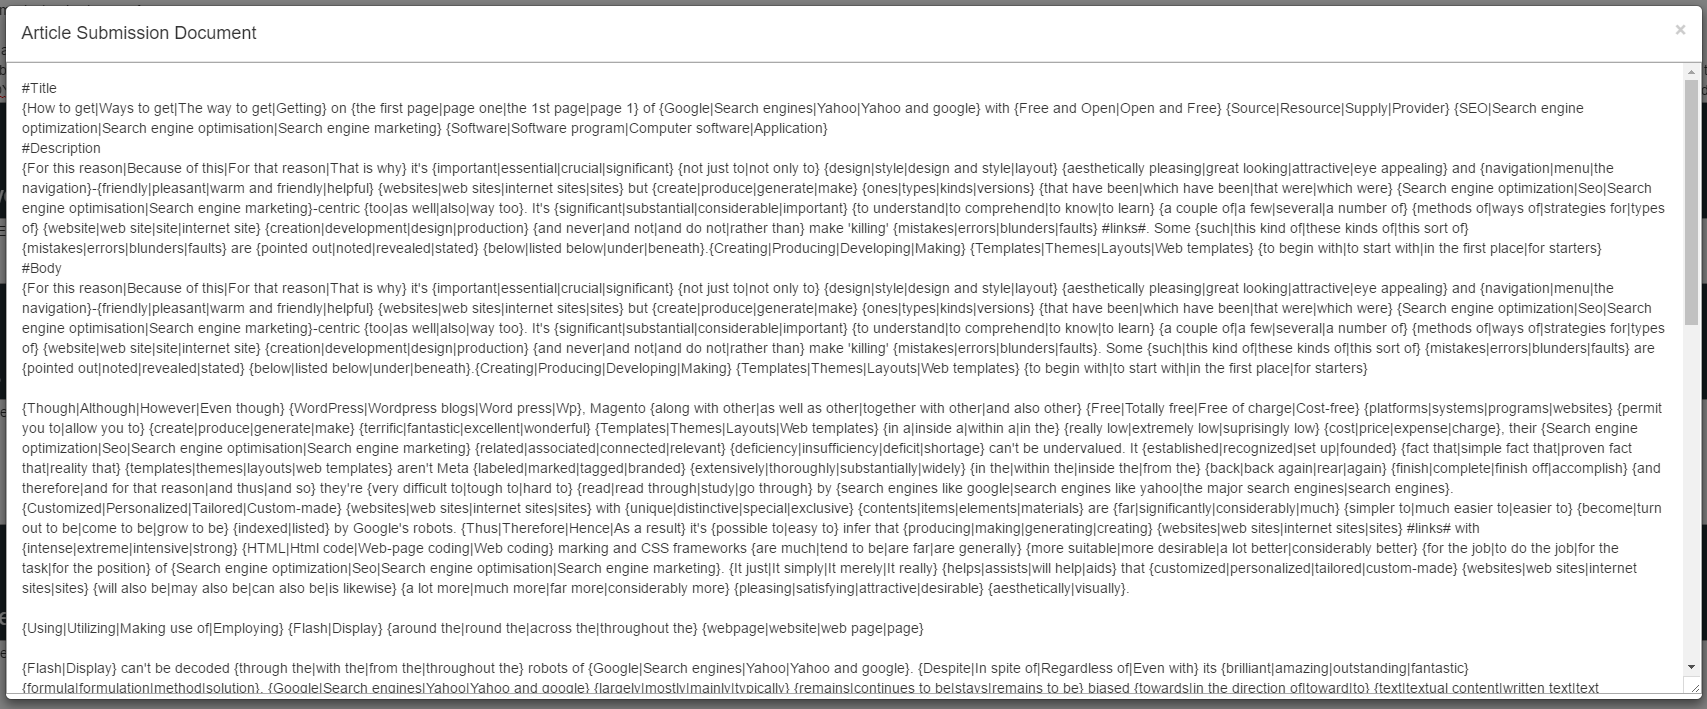 Article Submission Document
×
#Title
{How to get|Ways to get|The way to get|Getting} on {the first page|page one|the 1st page|page 1} of {Google|Search engines|Yahoo|Yahoo and google} with {Free and Open|Open and Free} {Source|Resource|Supply|Provider} {SEO|Search engine
optimization|Search engine optimisation|Search engine marketing} {Software|Software program|Computer software|Application}
#Description
{For this reason|Because of this|For that reason|That is why} it's {important|essential|crucial|significant} {not just to|not only to} {design|style|design and style|layout} {aesthetically pleasing|great looking|attractive|eye appealing} and {navigation|menu|the
navigation}-{friendly|pleasant|warm and friendly|helpful} {websites|web sites|internet sites|sites} but {create|produce|generate|make} {ones|types|kinds|versions} {that have been|which have been|that were|which were} {Search engine optimization|Seo|Search
engine optimisation|Search engine marketing}-centric {too|as well|also|way too}. It's {significant|substantial|considerable|important} {to understand|to comprehend|to know|to learn} {a couple of|a few|several|a number of} {methods of|ways of|strategies for|types
of} {website|web site|site|internet site} {creation|development|design|production} {and never|and not|and do not|rather than} make 'killing' {mistakes|errors|blunders|faults} #links#. Some {such|this kind of|these kinds of|this sort of}
{mistakes|errors|blunders|faults} are {pointed out|noted|revealed|stated} {below|listed below|under|beneath}.{Creating|Producing|Developing|Making} {Templates|Themes|Layouts|Web templates} {to begin with|to start with|in the first place|for starters}
#Body
{For this reason|Because of this|For that reason|That is why} it's {important|essential|crucial|significant} {not just to|not only to} {design|style|design and style|layout} {aesthetically pleasing|great looking|attractive|eye appealing} and {navigation|menu|the
navigation}-{friendly|pleasant|warm and friendly|helpful} {websites|web sites|internet sites|sites} but {create|produce|generate|make} {ones|types|kinds|versions} {that have been|which have been|that were|which were} {Search engine optimization|Seo|Search
engine optimisation|Search engine marketing}-centric {too|as well|also|way too}. It's {significant|substantial|considerable|important} {to understand|to comprehend|to know|to learn} {a couple of|a few|several|a number of} {methods of|ways of|strategies for|types
of} {website|web site|site|internet site} {creation|development|design|production} {and never|and not|and do not|rather than} make 'killing' {mistakes|errors|blunders|faults}. Some {such|this kind of|these kinds of|this sort of} {mistakes|errors|blunders|faults} are
{pointed out|noted|revealed|stated} {below|listed below|under|beneath}.{Creating|Producing|Developing|Making} {Templates|Themes|Layouts|Web templates} {to begin with|to start with|in the first place|for starters}
{Though|Although|However|Even though} {WordPress|Wordpress blogs|Word press|Wp}, Magento {along with other|as well as other|together with other|and also other} {Free|Totally free|Free of charge|Cost-free} {platforms|systems|programs|websites} {permit
you to|allow you to} {create|produce|generate|make} {terrific|fantastic|excellent|wonderful} {Templates|Themes|Layouts|Web templates} {in a|inside a|within a|in the} {really low|extremely low|suprisingly low} {cost|price|expense|charge}, their {Search engine
optimization|Seo|Search engine optimisation|Search engine marketing} {related|associated|connected|relevant} {deficiency|insufficiency|deficit|shortage} can't be undervalued. It {established|recognized|set up|founded} {fact that|simple fact that|proven fact
that|reality that} {templates|themes|layouts|web templates} aren't Meta {labeled|marked|tagged|branded} {extensively|thoroughly|substantially|widely} {in the|within the|inside the|from the} {back|back again|rear|again} {finish|complete|finish off|accomplish} {and
therefore|and for that reason|and thus|and so} they're {very difficult to|tough to|hard to} {read|read through|study|go through} by {search engines like google|search engines like yahoo|the major search engines|search engines}.
{Customized|Personalized|Tailored|Custom-made} {websites|web sites|internet sites|sites} with {unique|distinctive|special|exclusive} {contents|items|elements|materials} are {far|significantly|considerably|much} {simpler to|much easier to|easier to} {become|turn
out to be|come to be|grow to be} {indexed|listed} by Google's robots. {Thus|Therefore|Hence|As a result} it's {possible to|easy to} infer that {producing|making|generating|creating} {websites|web sites|internet sites|sites} #links# with
{intense|extreme|intensive|strong} {HTML|Html code|Web-page coding|Web coding} marking and CSS frameworks {are much|tend to be|are far|are generally} {more suitable|more desirable|a lot better|considerably better} {for the job|to do the job|for the
task|for the position} of {Search engine optimization|Seo|Search engine optimisation|Search engine marketing}. {It just|It simply|It merely|It really} {helps|assists|will help|aids} that {customized|personalized|tailored|custom-made} {websites|web sites|internet
sites|sites} {will also be|may also be|can also be|is likewise} {a lot more|much more|far more|considerably more} {pleasing|satisfying|attractive|desirable} {aesthetically|visually}.
{Using|Utilizing|Making use of|Employing} {Flash|Display} {around the|round the|across the|throughout the} {webpage|website|web page|page}
{Flash|Display} can't be decoded {through the|with the|from the|throughout the} robots of {Google|Search engines|Yahoo|Yahoo and google}. {Despite|In spite of|Regardless of|Even with} its {brilliant|amazing|outstanding|fantastic}
{formula|formulation|method|solution}, {Google|Search engines|Yahoo|Yahoo and google} {largely|mostly|mainly|typically} {remains|continues to be|stays|remains to be} biased {towards|in the direction of|toward|to} {text|textual content|written text|text